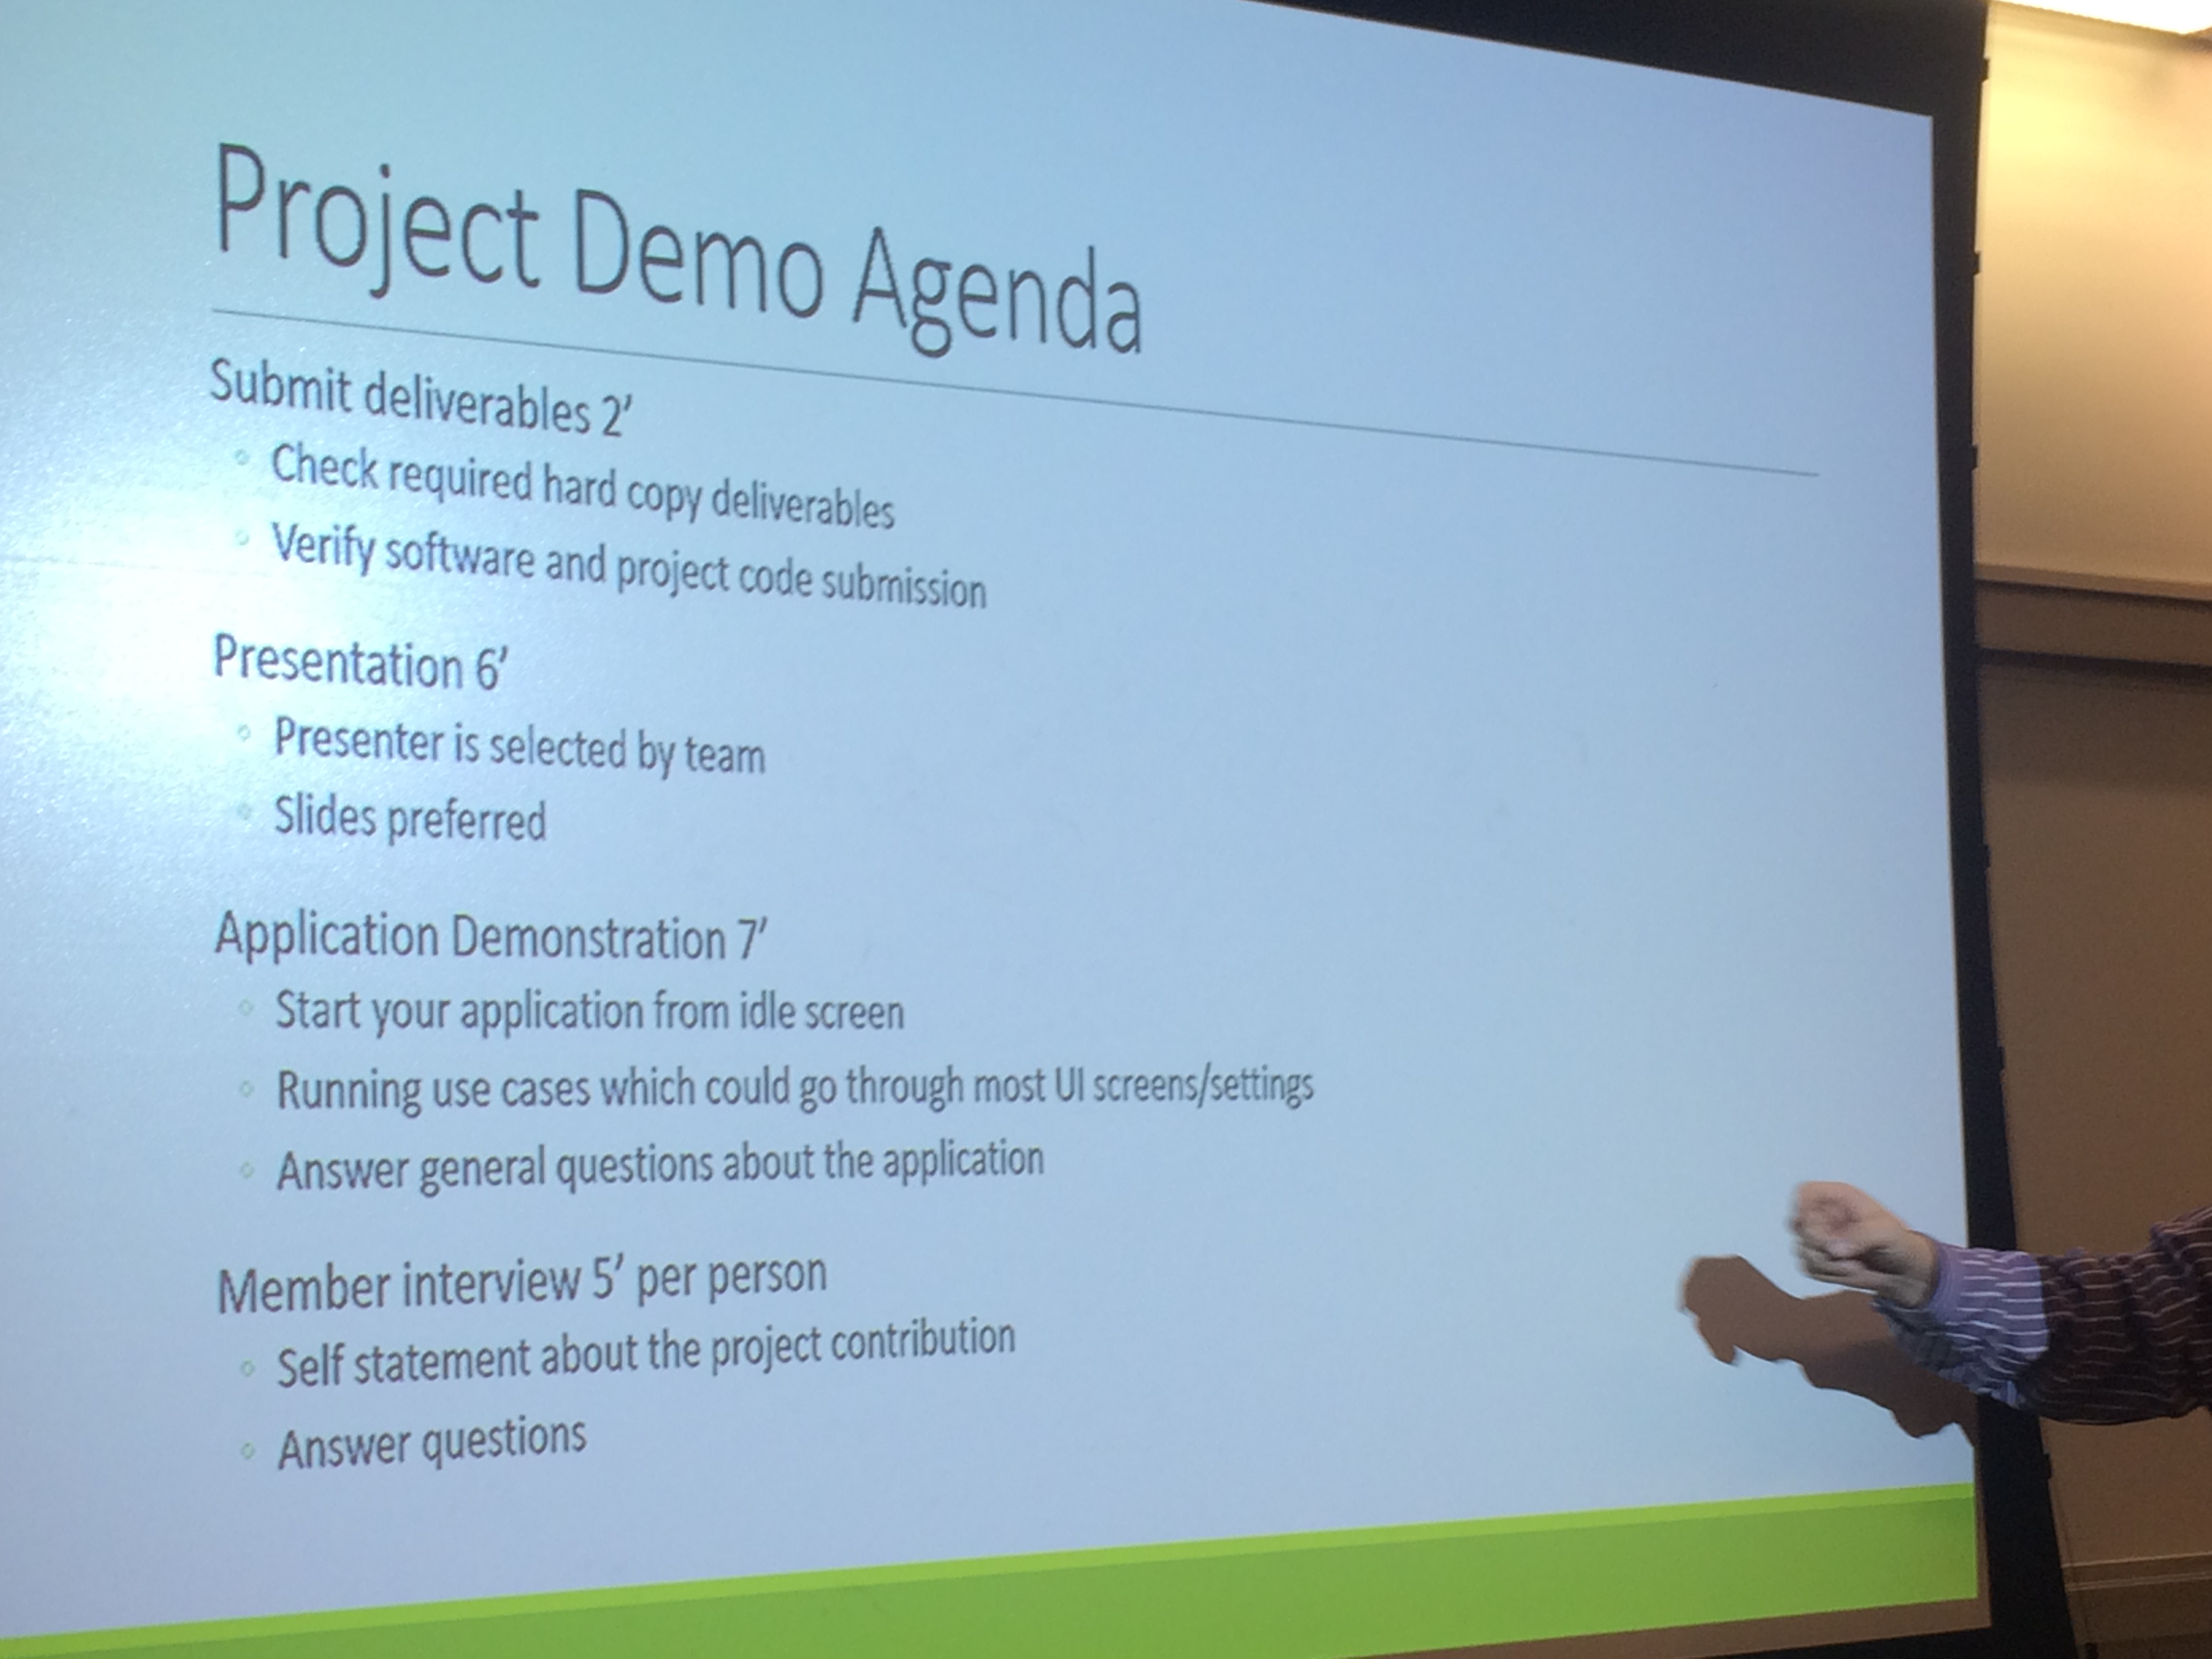 Project Demo Agenda
Submit deliverables 2’
Check required hard copy deliverables
Verify software and project code submission
Presentation 6’
Presenter is selected by team
Slides preferred
Application Demonstration 7’
Start your application from idle screen
Running use cases which could go through most UI screens/settings
Answer general questions about the application
Member interview 5’ per person
Self statement about the project contribution
Answer questions